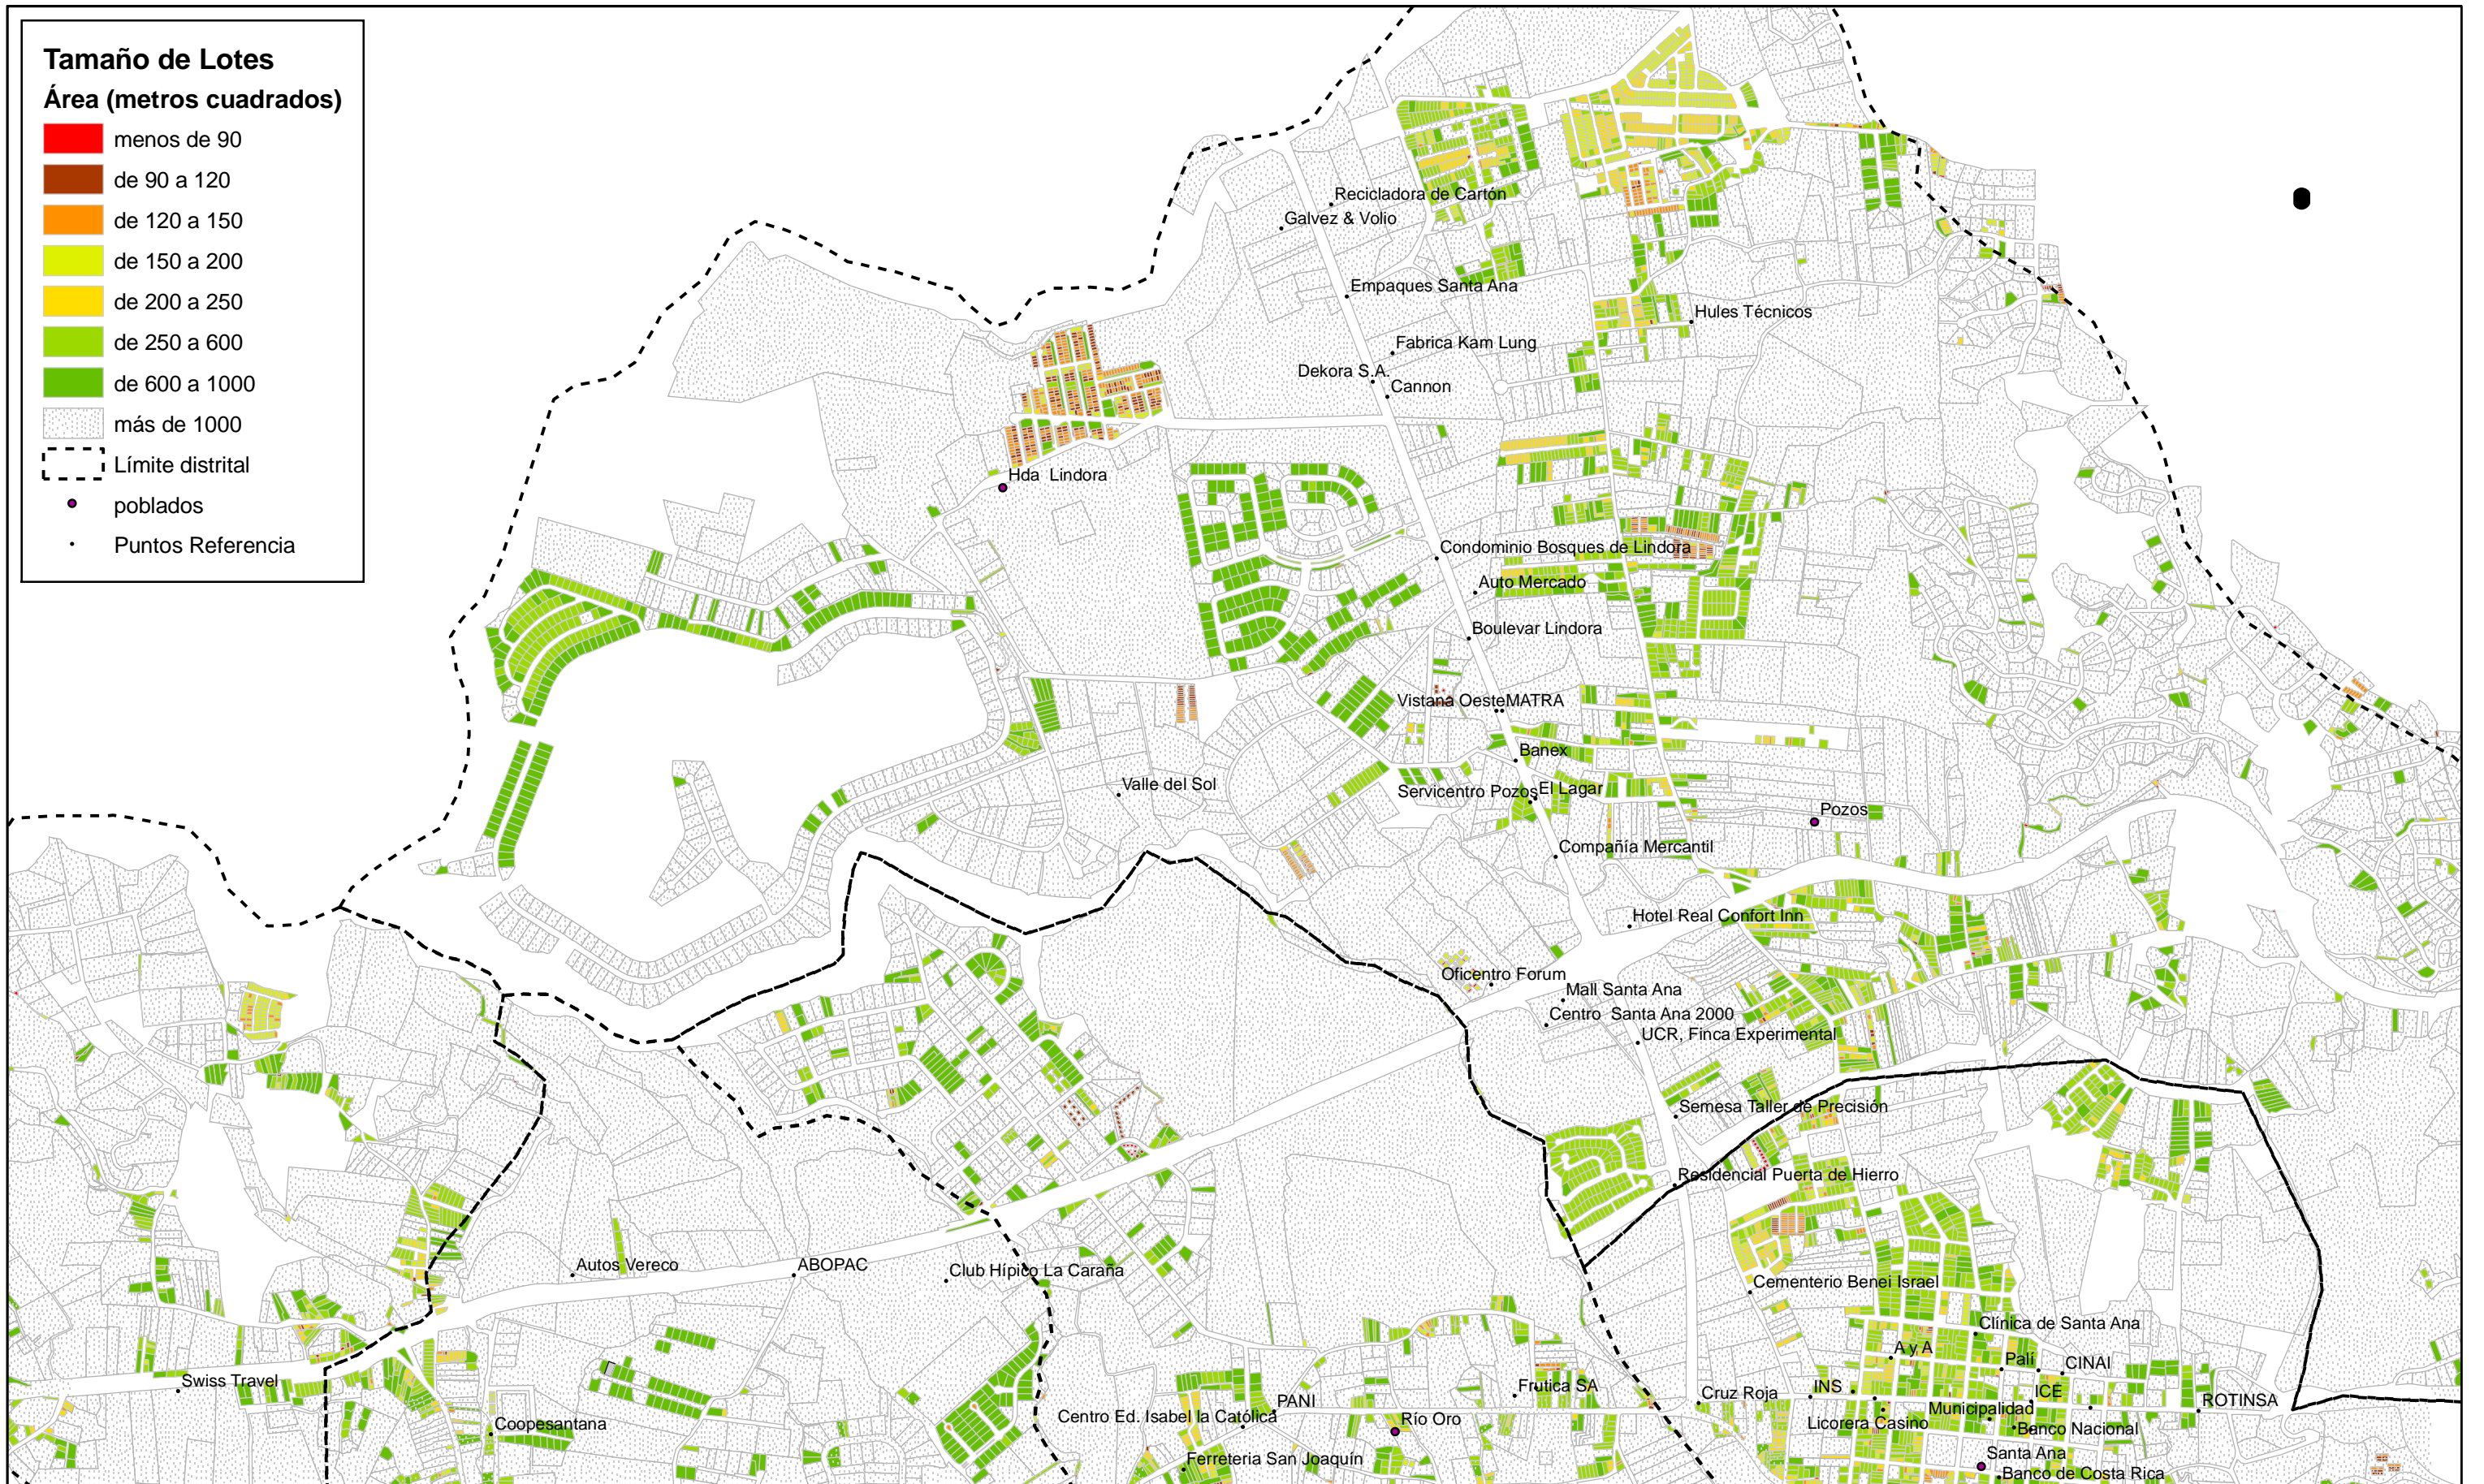 Tamaño de Lotes
Área (metros cuadrados)
menos de 90
de 90 a 120
de 120 a 150
de 150 a 200
de 200 a 250
de 250 a 600
de 600 a 1000
más de 1000
Límite distrital
poblados
Puntos Referencia
Recicladora de Cartón
Galvez & Volio
Empaques Santa Ana
Hules Técnicos
Fabrica Kam Lung
Dekora S.A.
Cannon
Hda Lindora
Condominio Bosques de Lindora
Auto Mercado
Boulevar Lindora
Vistana Oeste
MATRA
Banex
Valle del Sol
Servicentro Pozos
El Lagar
Pozos
Compañía Mercantil
Hotel Real Confort Inn
Oficentro Forum
Mall Santa Ana
Centro Santa Ana 2000
UCR, Finca Experimental
Semesa Taller de Precisión
Residencial Puerta de Hierro
Autos Vereco
ABOPAC
Club Hípico La Caraña
Cementerio Benei Israel
Clínica de Santa Ana
A y A
Palí
CINAI
Swiss Travel
Frutica SA
Cruz Roja
INS
ICE
ROTINSA
PANI
Centro Ed. Isabel la Católica
Río Oro
Licorera Casino
Municipalidad
Banco Nacional
Coopesantana
Ferreteria San Joaquín
Santa Ana
Banco de Costa Rica